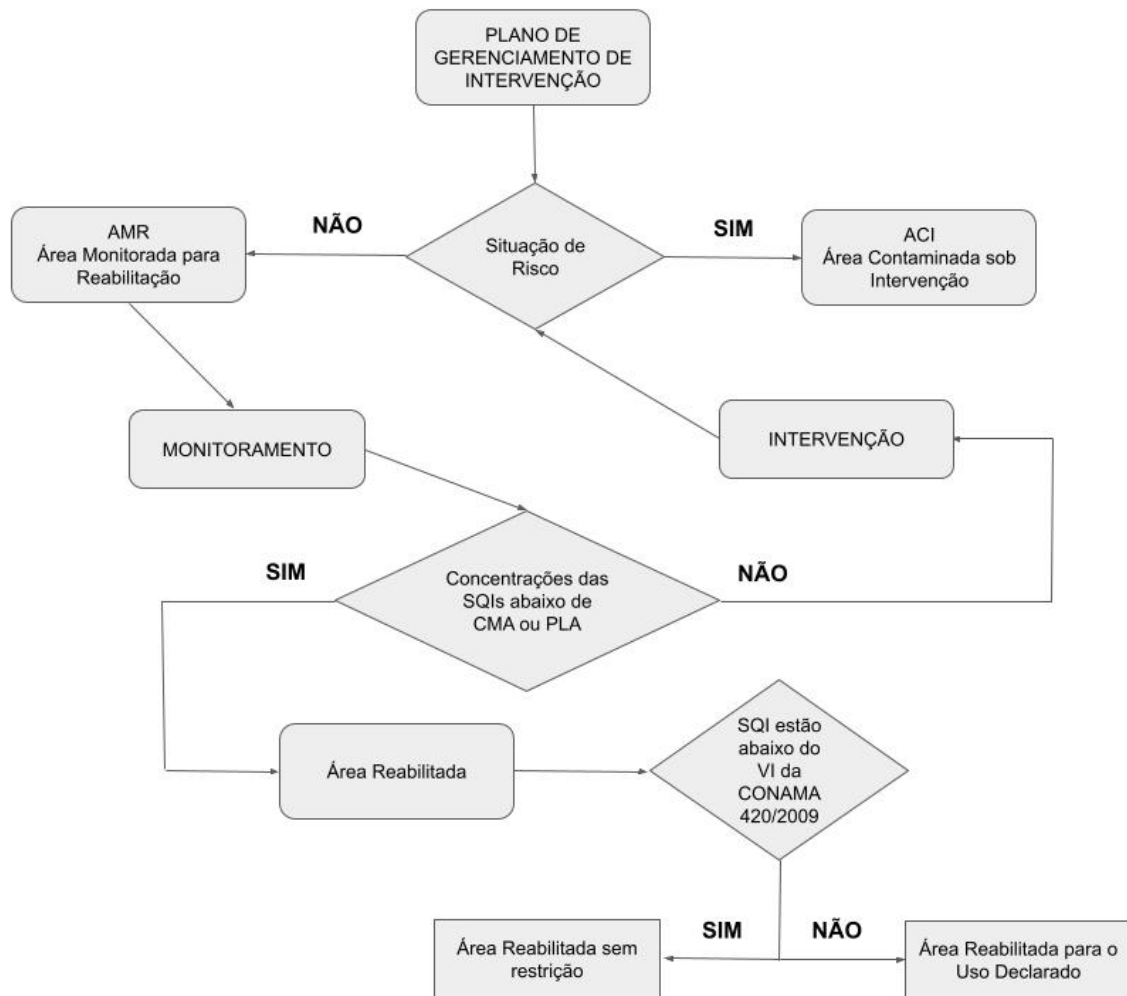 PLANO DE
GERENCIAMENTO DE
INTERVENÇÃO
NÃO
SIM
AMR
Área Monitorada para
Reabilitação
Situação de
Risco
ACI
Área Contaminada sob
Intervenção
MONITORAMENTO
INTERVENÇÃO
SIM
NÃO
Concentrações das
SQIs abaixo de
CMA ou PLA
Área Reabilitada
SQI estão
abaixo do
VI da
CONAMA
420/2009
SIM
NÃO
Área Reabilitada sem
restrição
Área Reabilitada para o
Uso Declarado